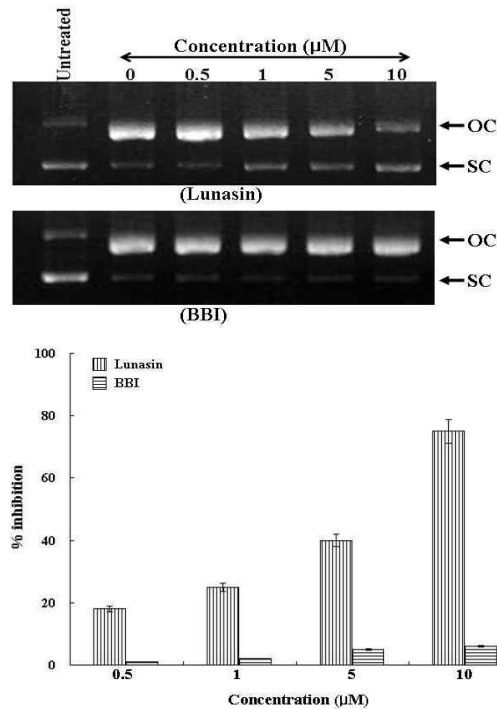 Untreated
Concentration (µM)
0 0.5 1 5 10
OC
SC
(Lunasin)
OC
SC
(BBI)
100
80
60
40
20
0
% inhibition
Lunasin
BBI
0.5 1 5 10
Concentration (µM)